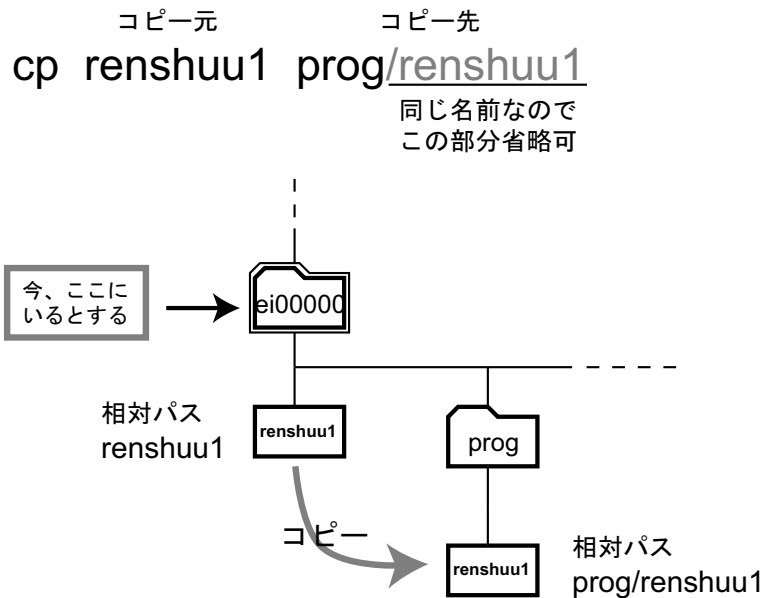 コピー元 コピー先
cp renshuu1 prog/renshuu1
同じ名前なので
この部分省略可
今、ここに
いるとする
ei00000
相対パス
renshuu1
renshuu1
prog
コピー
renshuu1
相対パス
prog/renshuu1